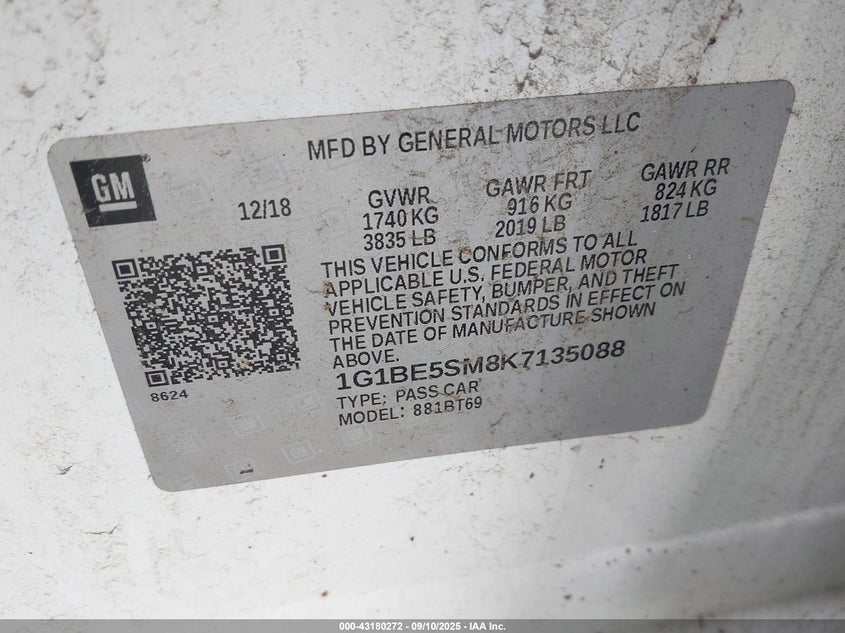 MFD BY GENERAL MOTORS LLC
GM
12/18
GVWR
1740 KG
3835 LB
GAWR FRT
916 KG
2019 LB
GAWR RR
824 KG
1817 LB
THIS VEHICLE CONFORMS TO ALL
APPLICABLE U.S. FEDERAL MOTOR
VEHICLE SAFETY, BUMPER, AND THEFT
PREVENTION STANDARDS IN EFFECT ON
THE DATE OF MANUFACTURE SHOWN
ABOVE.
1G1BE5SM8K7135088
TYPE: PASS CAR
MODEL: 881BT69
8624
000-43180272 - 09/10/2025 - IAA Inc.